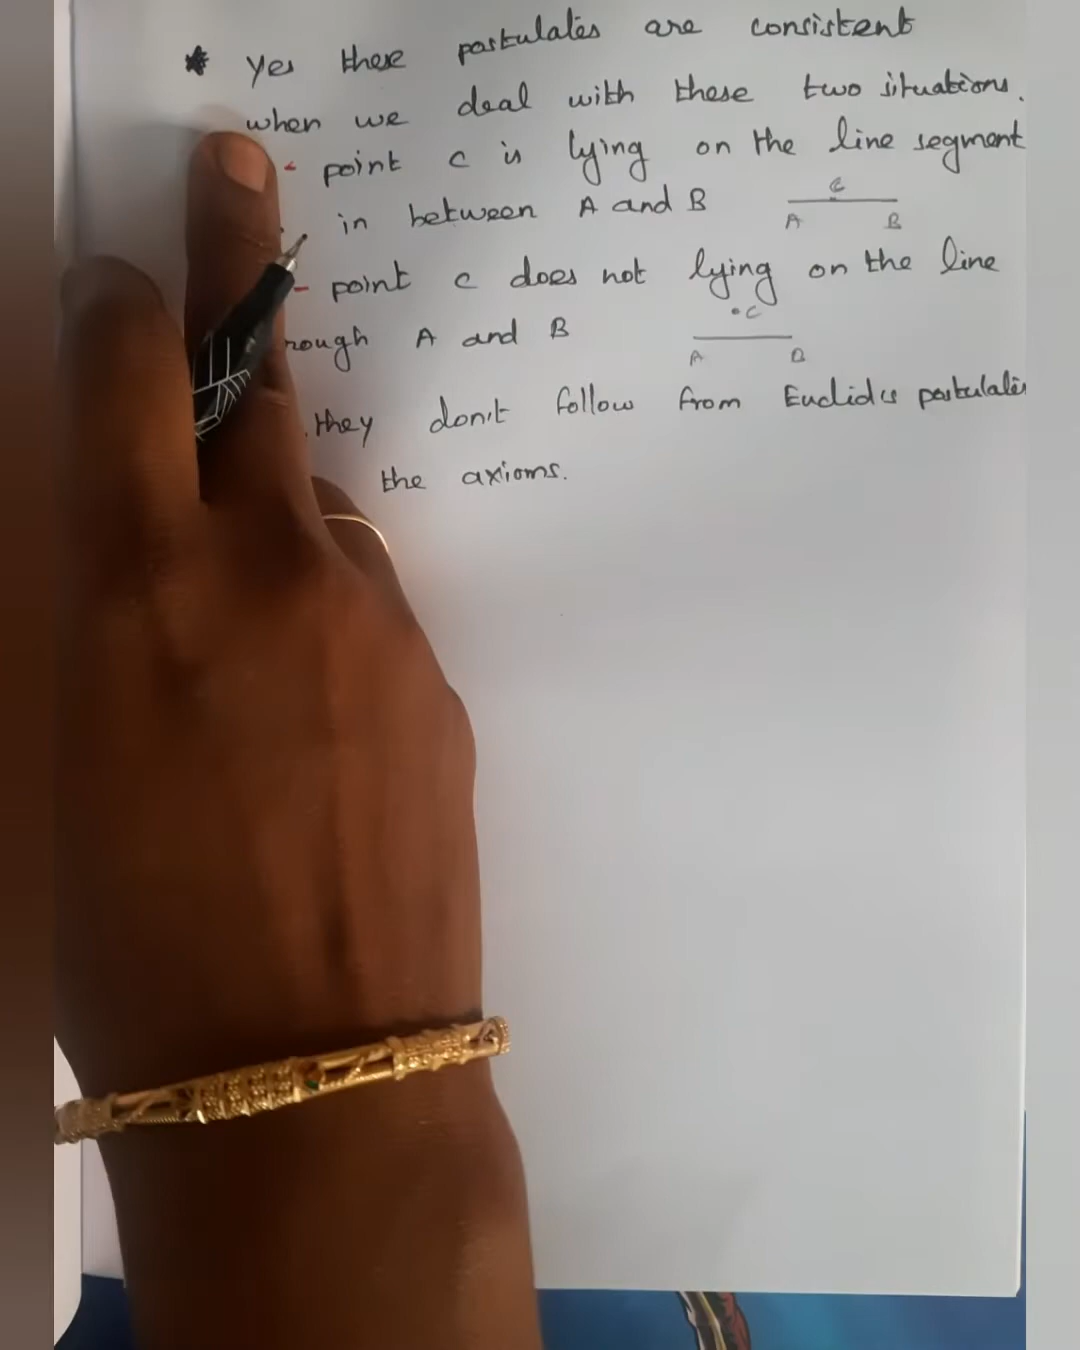 * Yes these postulates are consistent
when we deal with these two situations.
- point C is lying on the line segment
in between A and B
C
A B
- point C does not lying on the line
rough A and B
C
A B
they don't follow from Euclid's postulates
the axioms.